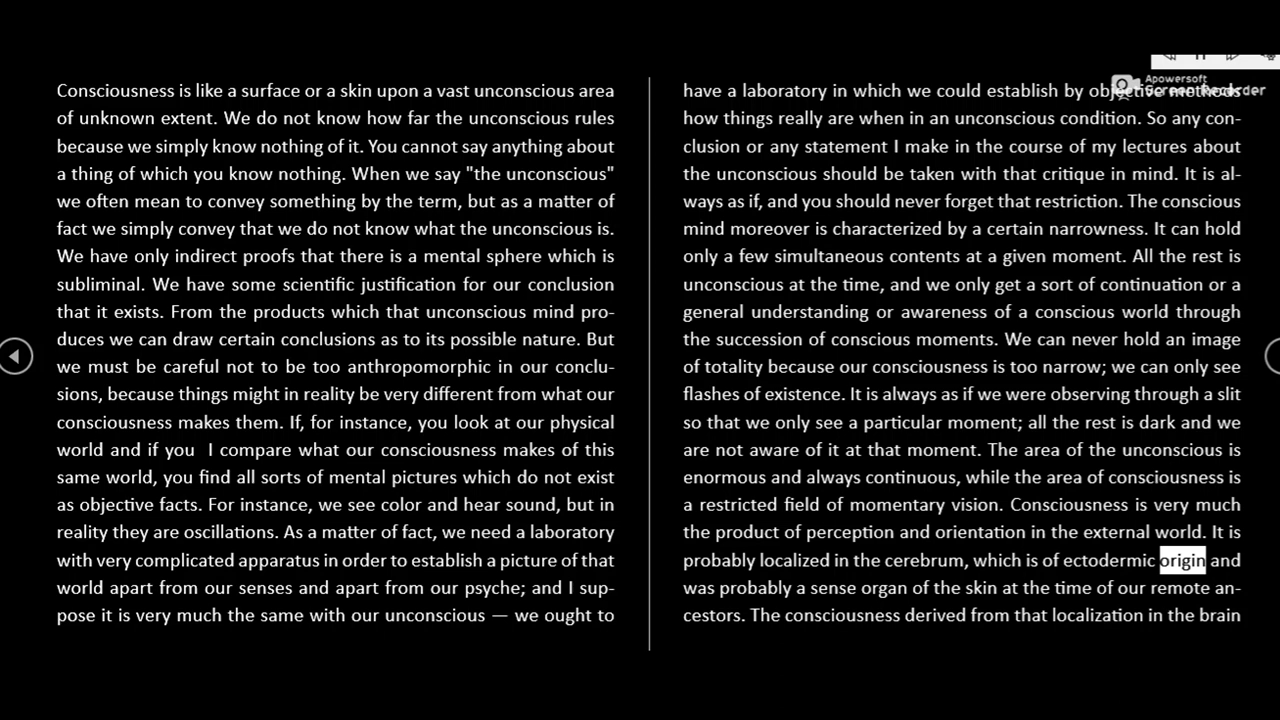 Consciousness is like a surface or a skin upon a vast unconscious area
of unknown extent. We do not know how far the unconscious rules
because we simply know nothing of it. You cannot say anything about
a thing of which you know nothing. When we say "the unconscious"
we often mean to convey something by the term, but as a matter of
fact we simply convey that we do not know what the unconscious is.
We have only indirect proofs that there is a mental sphere which is
subliminal. We have some scientific justification for our conclusion
that it exists. From the products which that unconscious mind pro-
duces we can draw certain conclusions as to its possible nature. But
we must be careful not to be too anthropomorphic in our conclu-
sions, because things might in reality be very different from what our
consciousness makes them. If, for instance, you look at our physical
world and if you I compare what our consciousness makes of this
same world, you find all sorts of mental pictures which do not exist
as objective facts. For instance, we see color and hear sound, but in
reality they are oscillations. As a matter of fact, we need a laboratory
with very complicated apparatus in order to establish a picture of that
world apart from our senses and apart from our psyche; and I sup-
pose it is very much the same with our unconscious — we ought to
have a laboratory in which we could establish by objective methods
how things really are when in an unconscious condition. So any con-
clusion or any statement I make in the course of my lectures about
the unconscious should be taken with that critique in mind. It is al-
ways as if, and you should never forget that restriction. The conscious
mind moreover is characterized by a certain narrowness. It can hold
only a few simultaneous contents at a given moment. All the rest is
unconscious at the time, and we only get a sort of continuation or a
general understanding or awareness of a conscious world through
the succession of conscious moments. We can never hold an image
of totality because our consciousness is too narrow; we can only see
flashes of existence. It is always as if we were observing through a slit
so that we only see a particular moment; all the rest is dark and we
are not aware of it at that moment. The area of the unconscious is
enormous and always continuous, while the area of consciousness is
a restricted field of momentary vision. Consciousness is very much
the product of perception and orientation in the external world. It is
probably localized in the cerebrum, which is of ectodermic origin and
was probably a sense organ of the skin at the time of our remote an-
cestors. The consciousness derived from that localization in the brain
Apowersoft
Screen Recorder